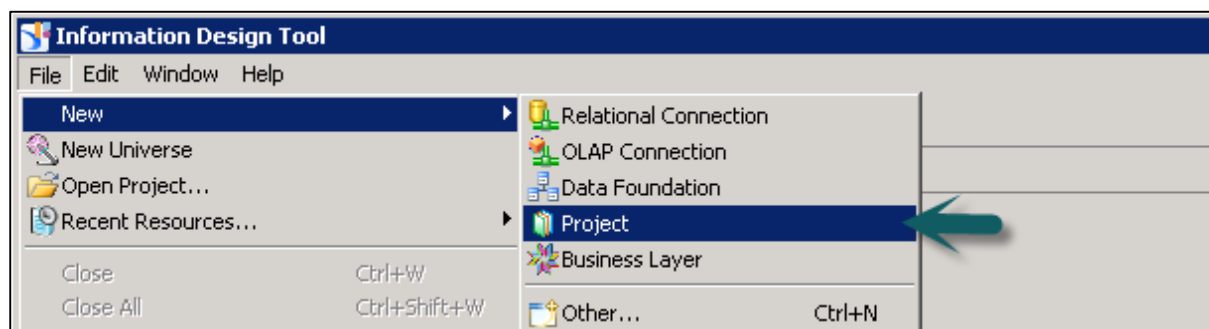 Information Design Tool
File Edit Window Help
New
New Universe
Open Project...
Recent Resources...
Close Ctrl+W
Close All Ctrl+Shift+W
Relational Connection
OLAP Connection
Data Foundation
Project
Business Layer
Other... Ctrl+N